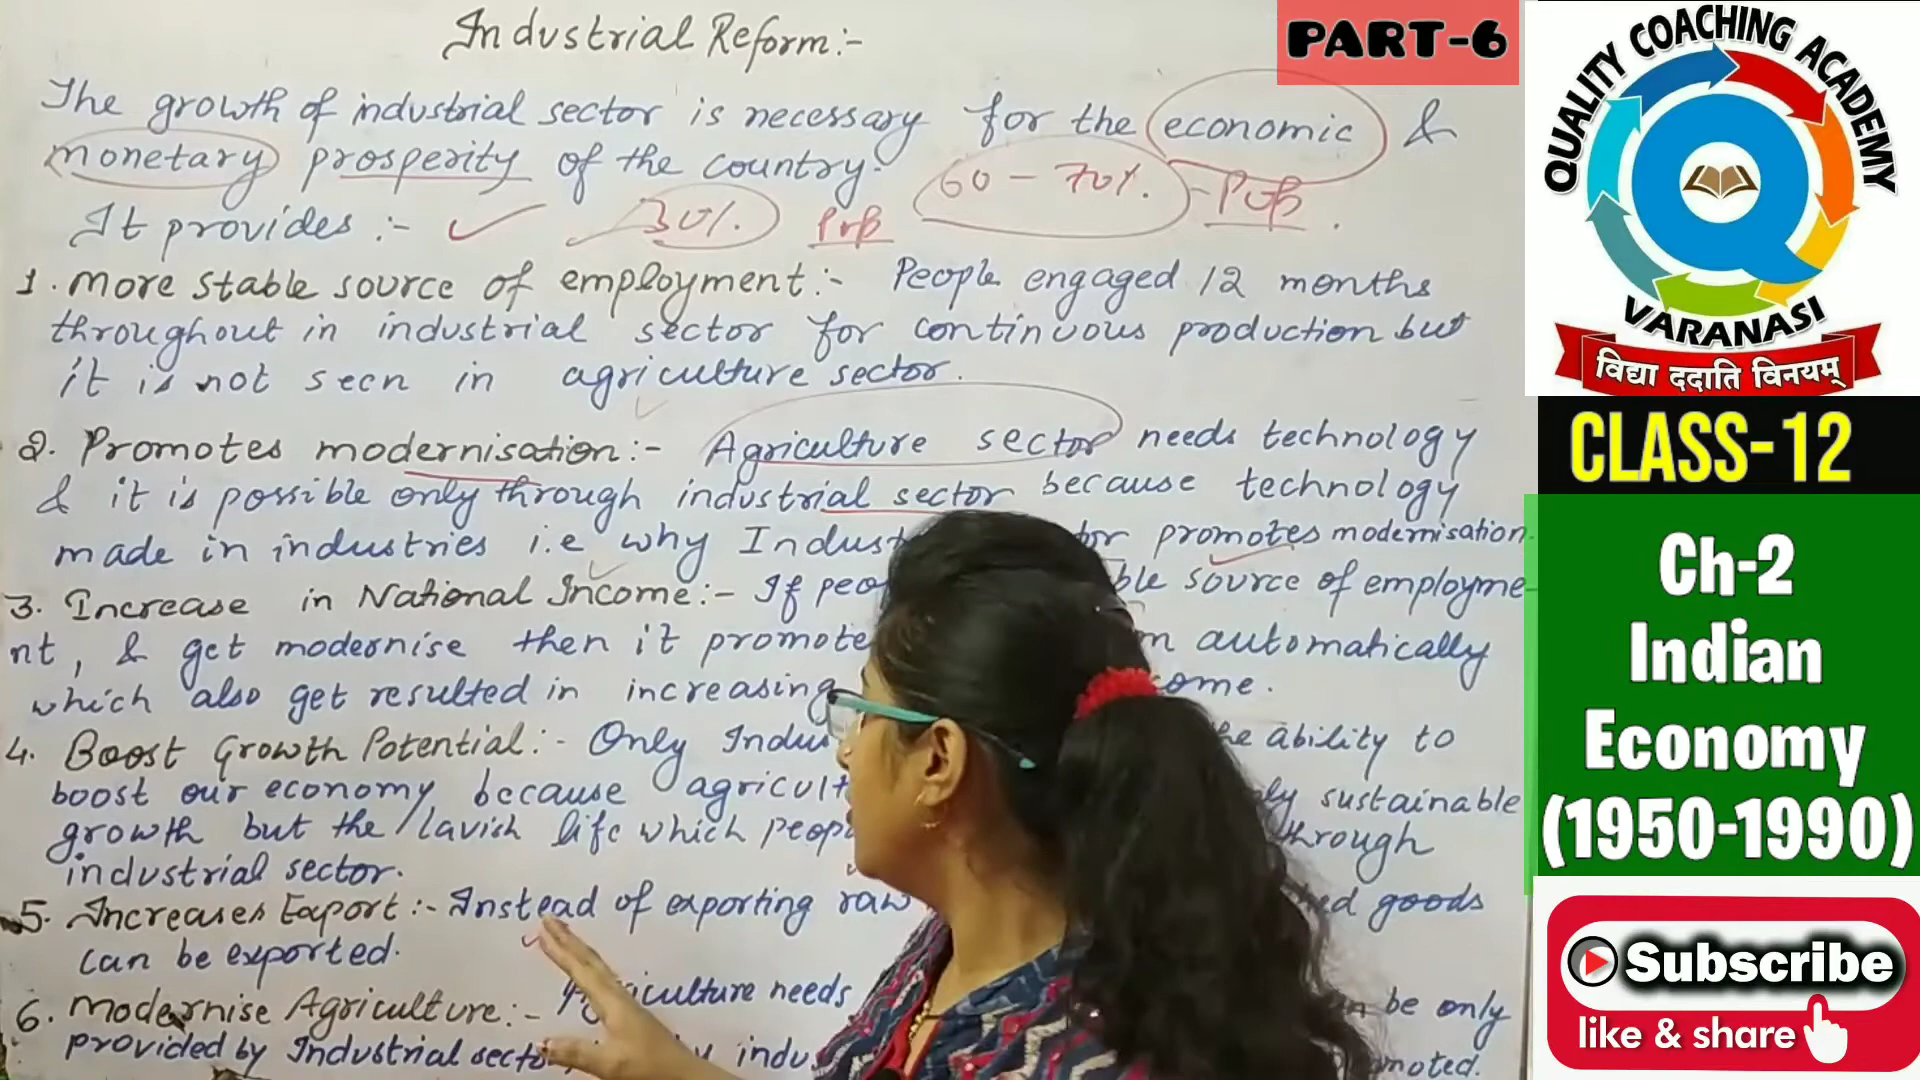 Industrial Reform:-
The growth of industrial sector is necessary for the economic &
monetary prosperity of the country.
60 - 70%. - Pop
It provides :- 30%. Pop
1. More stable source of employment:- People engaged 12 months
throughout in industrial sector for continuous production but
it is not seen in agriculture sector.
2. Promotes modernisation:- Agriculture sector needs technology
& it is possible only through industrial sector because technology
made in industries i.e why Indust tor promotes modernisation.
3. Increase in National Income:- If peo ble source of employme-
nt, & get modernise then it promote m automatically
which also get resulted in increasing ome.
4. Boost Growth Potential:- Only Indus he ability to
boost our economy because agricult ly sustainable
growth but the lavish life which peop through
industrial sector.
5. Increases Export:- Instead of exporting raw hed goods
can be exported.
6. Modernise Agriculture:- Agriculture needs n be only
provided by Industrial sector, indus moted.
PART-6
QUALITY COACHING ACADEMY
VARANASI
विद्या ददाति विनयम्
CLASS-12
Ch-2
Indian
Economy
(1950-1990)
Subscribe
like & share